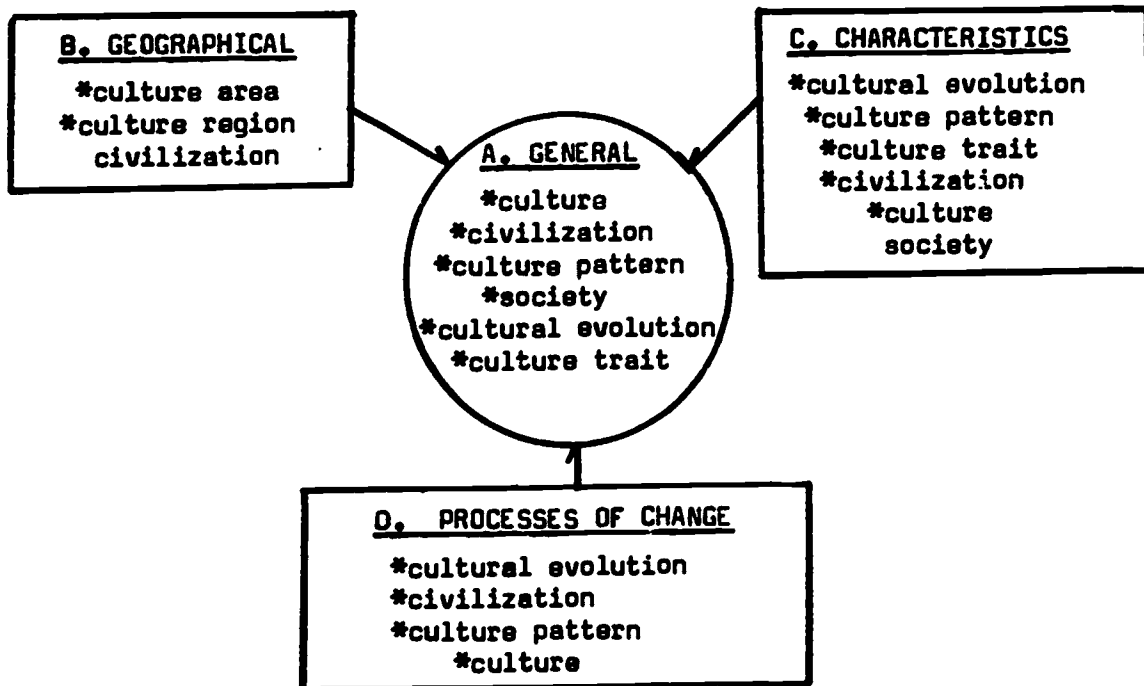 B. GEOGRAPHICAL
*culture area
*culture region
civilization
C. CHARACTERISTICS
*cultural evolution
*culture pattern
*culture trait
*civilization
*culture
society
A. GENERAL
*culture
*civilization
*culture pattern
*society
*cultural evolution
*culture trait
D. PROCESSES OF CHANGE
*cultural evolution
*civilization
*culture pattern
*culture